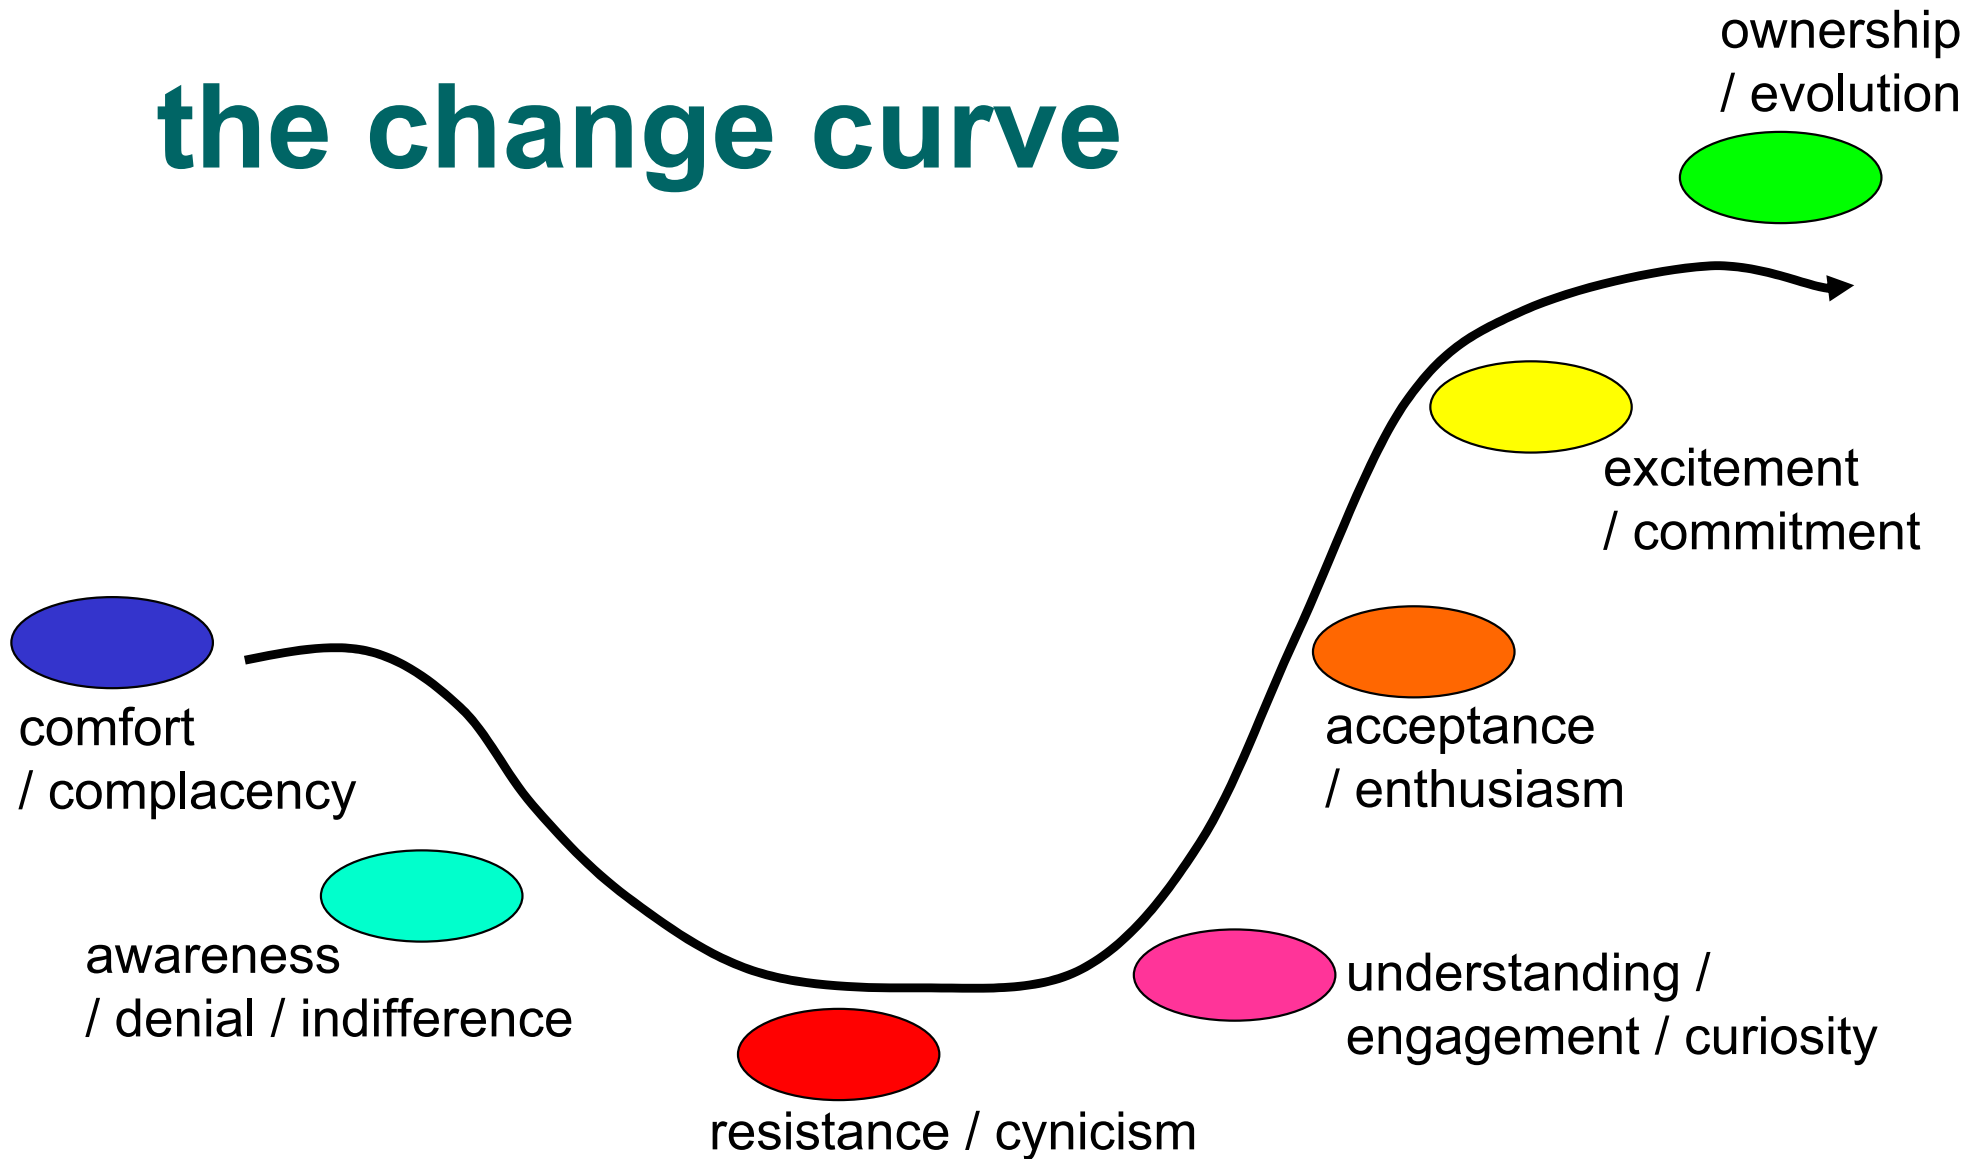 the change curve
ownership
/ evolution
excitement
/ commitment
comfort
/ complacency
acceptance
/ enthusiasm
awareness
/ denial / indifference
understanding /
engagement / curiosity
resistance / cynicism